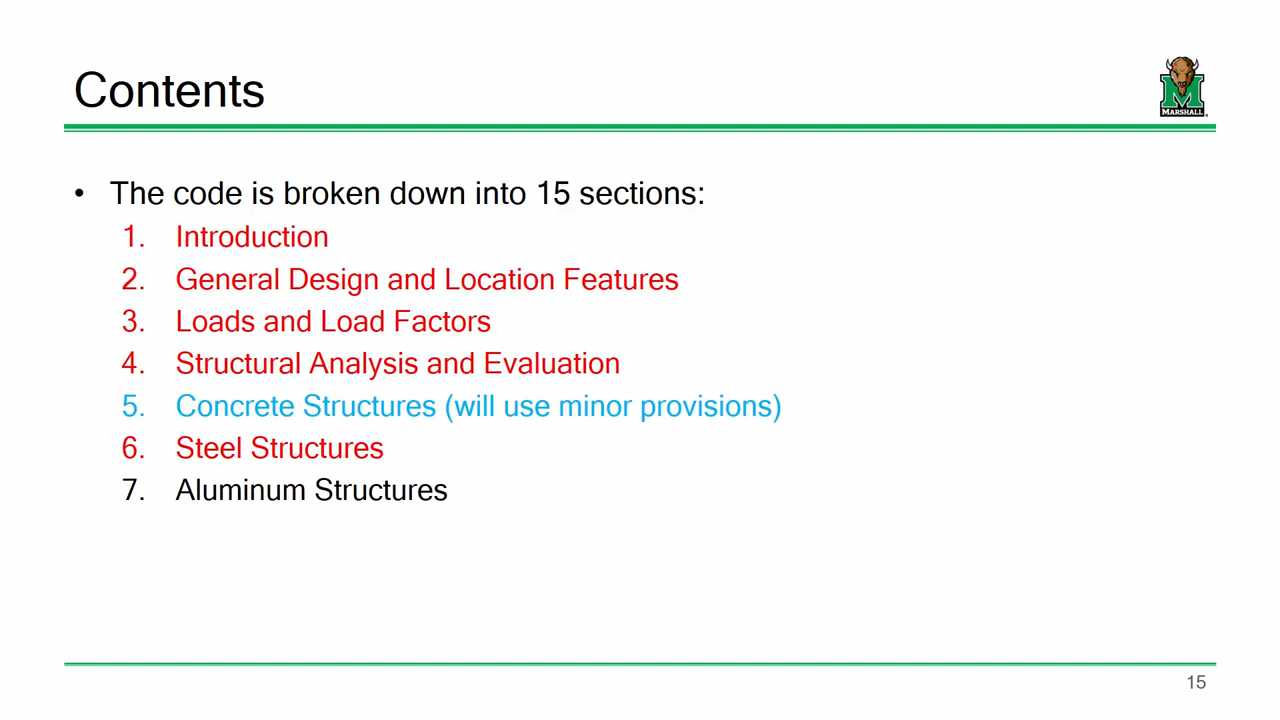 Contents
MARSHALL
• The code is broken down into 15 sections:
1. Introduction
2. General Design and Location Features
3. Loads and Load Factors
4. Structural Analysis and Evaluation
5. Concrete Structures (will use minor provisions)
6. Steel Structures
7. Aluminum Structures
15